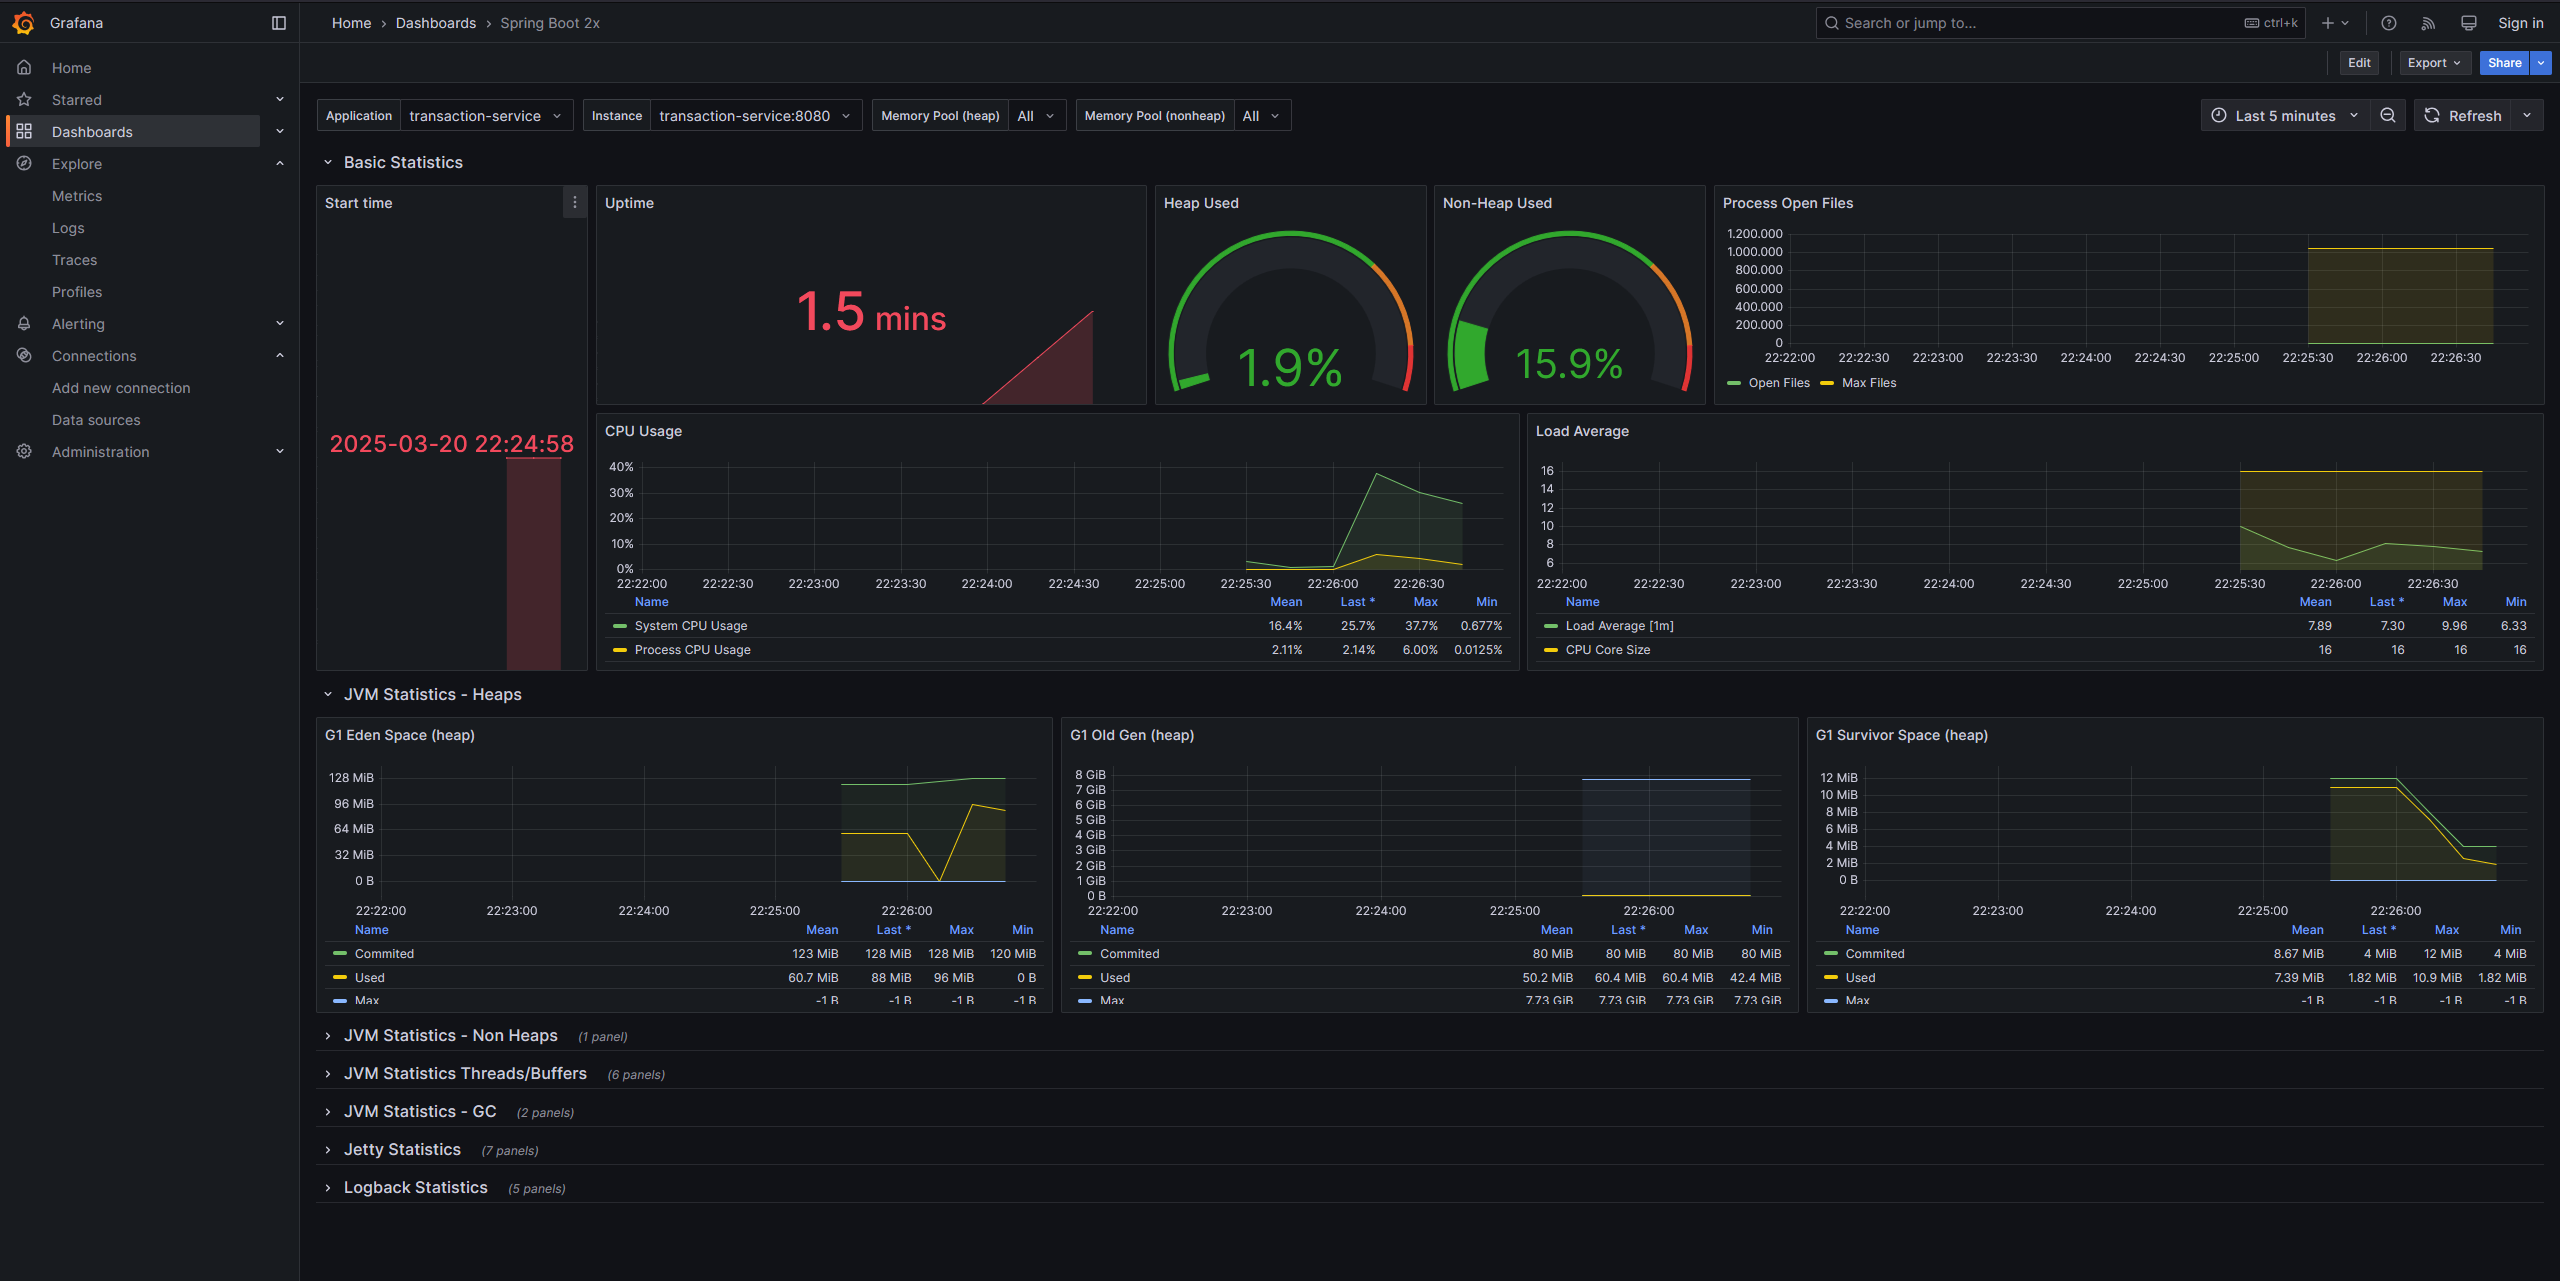 Grafana
Home › Dashboards › Spring Boot 2x
Search or jump to...
ctrl+k
Sign in
Edit
Export
Share
Home
Starred
Dashboards
Explore
Metrics
Logs
Traces
Profiles
Alerting
Connections
Add new connection
Data sources
Administration
Application transaction-service
Instance transaction-service:8080
Memory Pool (heap) All
Memory Pool (nonheap) All
Last 5 minutes
Refresh
Basic Statistics
Start time
2025-03-20 22:24:58
Uptime
1.5 mins
Heap Used
1.9%
Non-Heap Used
15.9%
Process Open Files
1.200.000
1.000.000
800.000
600.000
400.000
200.000
0
22:22:00 22:22:30 22:23:00 22:23:30 22:24:00 22:24:30 22:25:00 22:25:30 22:26:00 22:26:30
Open Files Max Files
CPU Usage
40%
30%
20%
10%
0%
22:22:00 22:22:30 22:23:00 22:23:30 22:24:00 22:24:30 22:25:00 22:25:30 22:26:00 22:26:30
Name Mean Last * Max Min
System CPU Usage 16.4% 25.7% 37.7% 0.677%
Process CPU Usage 2.11% 2.14% 6.00% 0.0125%
Load Average
16
14
12
10
8
6
22:22:00 22:22:30 22:23:00 22:23:30 22:24:00 22:24:30 22:25:00 22:25:30 22:26:00 22:26:30
Name Mean Last * Max Min
Load Average [1m] 7.89 7.30 9.96 6.33
CPU Core Size 16 16 16 16
JVM Statistics - Heaps
G1 Eden Space (heap)
128 MiB
96 MiB
64 MiB
32 MiB
0 B
22:22:00 22:23:00 22:24:00 22:25:00 22:26:00
Name Mean Last * Max Min
Commited 123 MiB 128 MiB 128 MiB 120 MiB
Used 60.7 MiB 88 MiB 96 MiB 0 B
Max -1 B -1 B -1 B -1 B
G1 Old Gen (heap)
8 GiB
7 GiB
6 GiB
5 GiB
4 GiB
3 GiB
2 GiB
1 GiB
0 B
22:22:00 22:23:00 22:24:00 22:25:00 22:26:00
Name Mean Last * Max Min
Commited 80 MiB 80 MiB 80 MiB 80 MiB
Used 50.2 MiB 60.4 MiB 60.4 MiB 42.4 MiB
Max 7.73 GiB 7.73 GiB 7.73 GiB 7.73 GiB
G1 Survivor Space (heap)
12 MiB
10 MiB
8 MiB
6 MiB
4 MiB
2 MiB
0 B
22:22:00 22:23:00 22:24:00 22:25:00 22:26:00
Name Mean Last * Max Min
Commited 8.67 MiB 4 MiB 12 MiB 4 MiB
Used 7.39 MiB 1.82 MiB 10.9 MiB 1.82 MiB
Max -1 B -1 B -1 B -1 B
JVM Statistics - Non Heaps (1 panel)
JVM Statistics Threads/Buffers (6 panels)
JVM Statistics - GC (2 panels)
Jetty Statistics (7 panels)
Logback Statistics (5 panels)